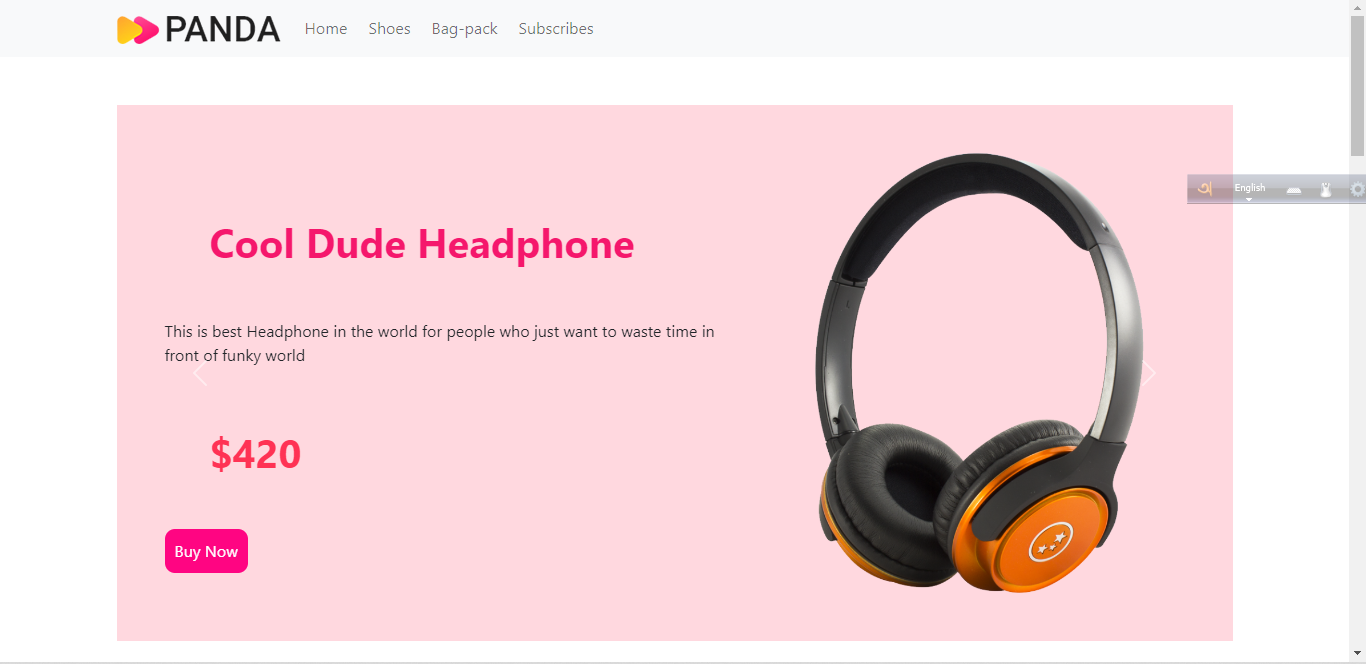 PANDA
Home
Shoes
Bag-pack
Subscribes
অ
English
Cool Dude Headphone
This is best Headphone in the world for people who just want to waste time in
front of funky world
$420
Buy Now